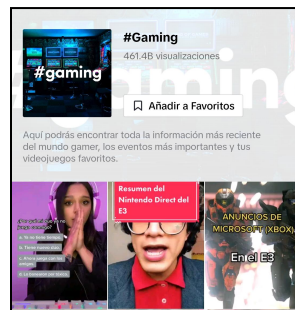 #Gaming
461.4B visualizaciones
#gaming
Añadir a Favoritos
Aquí podrás encontrar toda la información más reciente
del mundo gamer, los eventos más importantes y tus
videojuegos favoritos.
Resumen del
Nintendo Direct del
E3
ANUNCIOS DE
MICROSOFT (XBOX)
En el E3